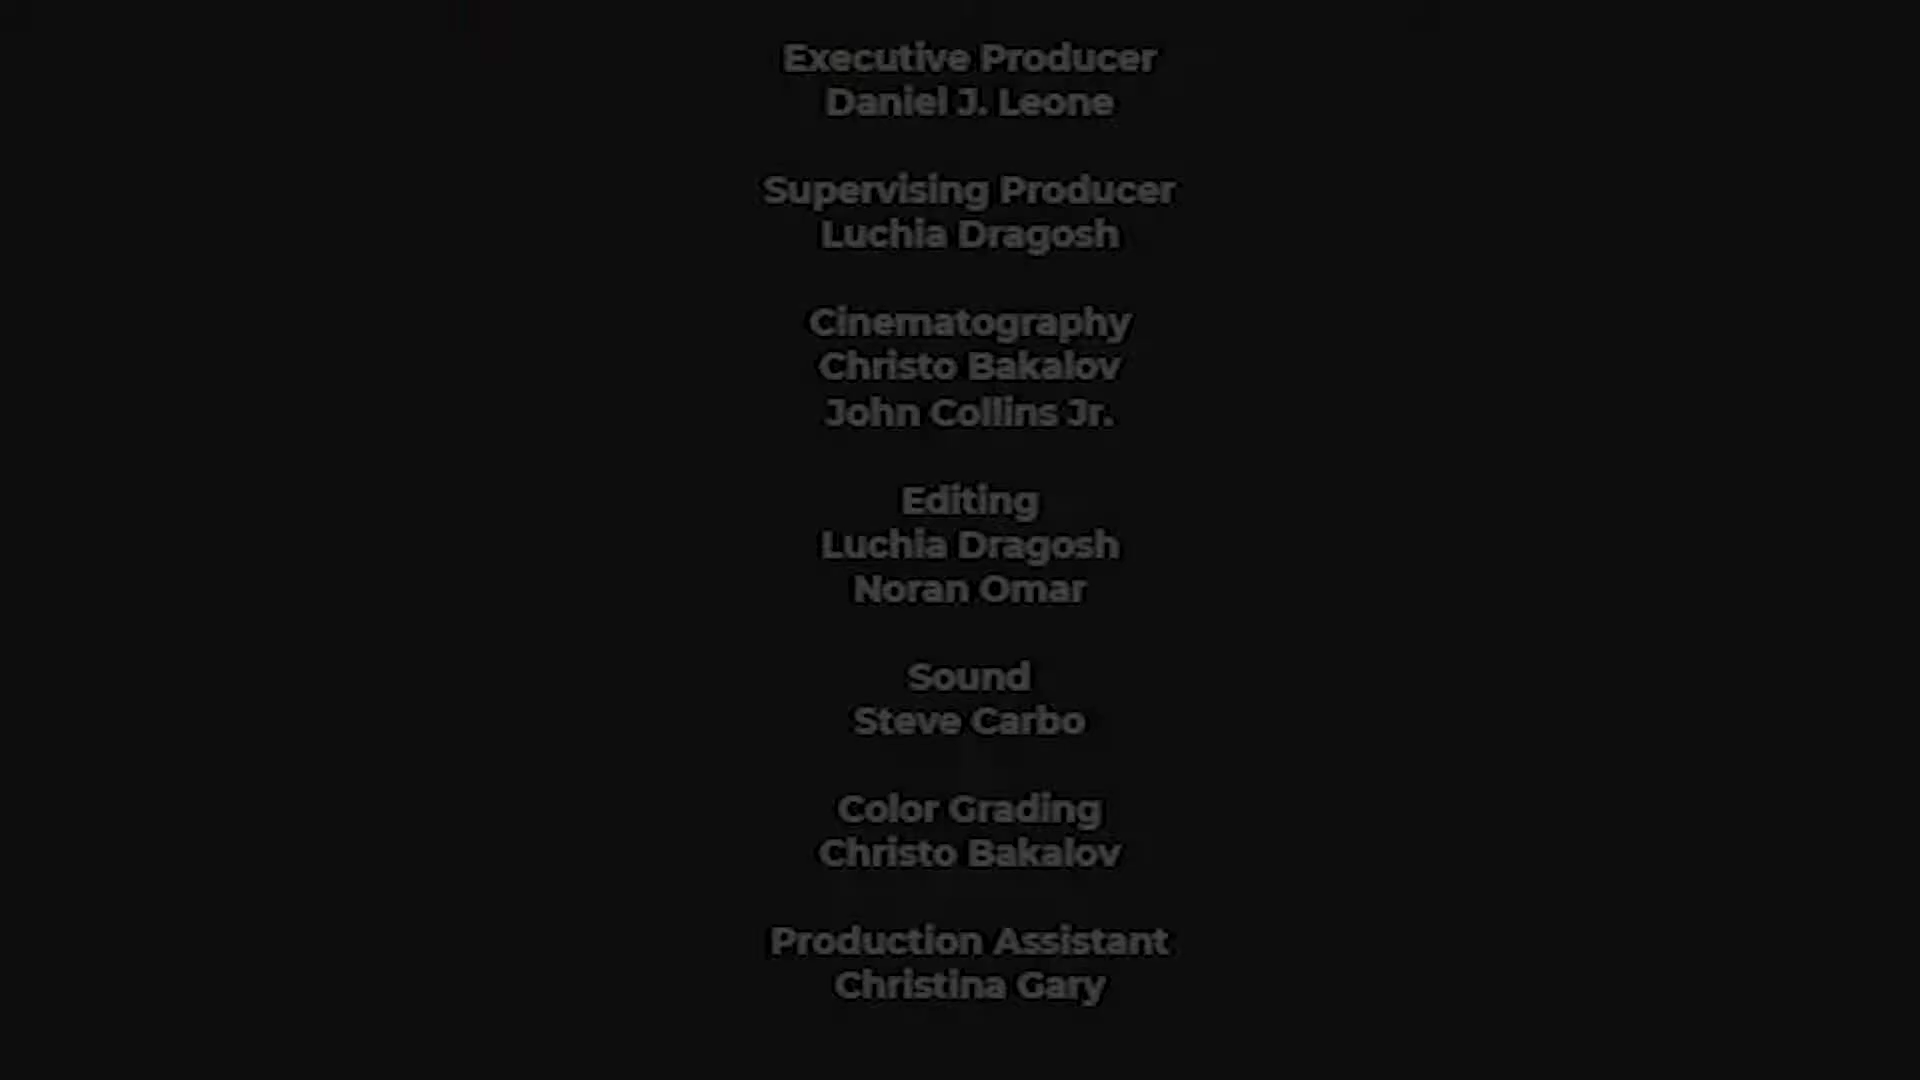 Executive Producer
Daniel J. Leone
Supervising Producer
Luchia Dragosh
Cinematography
Christo Bakalov
John Collins Jr.
Editing
Luchia Dragosh
Noran Omar
Sound
Steve Carbo
Color Grading
Christo Bakalov
Production Assistant
Christina Gary